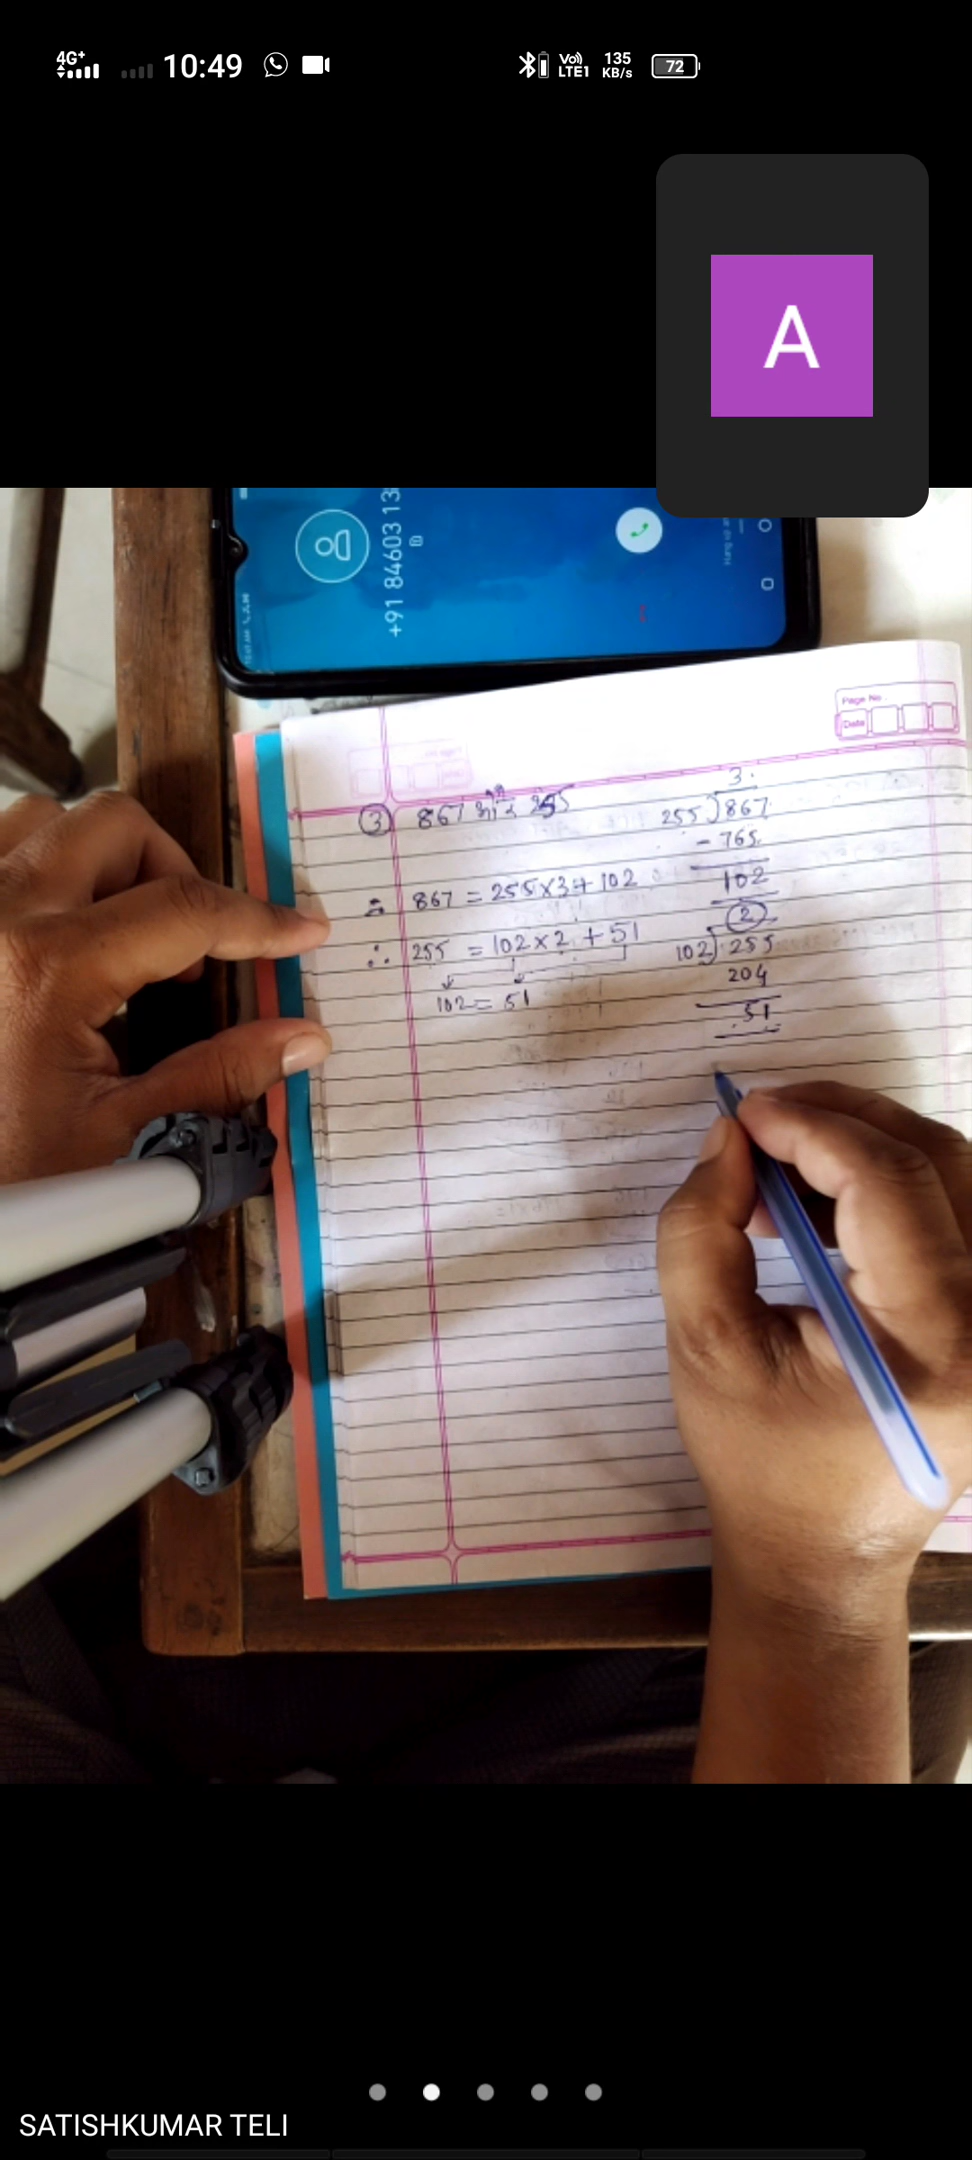 4G+ 10:49 Vo) LTE1 135 KB/s 72
A
+91 84603 13
Page No.
Date
③ 867 और 255
3
255)867
- 765
102
∴ 867 = 255×3+102
②
∴ 255 = 102×2+51
102)255
204
51
102= 51
SATISHKUMAR TELI